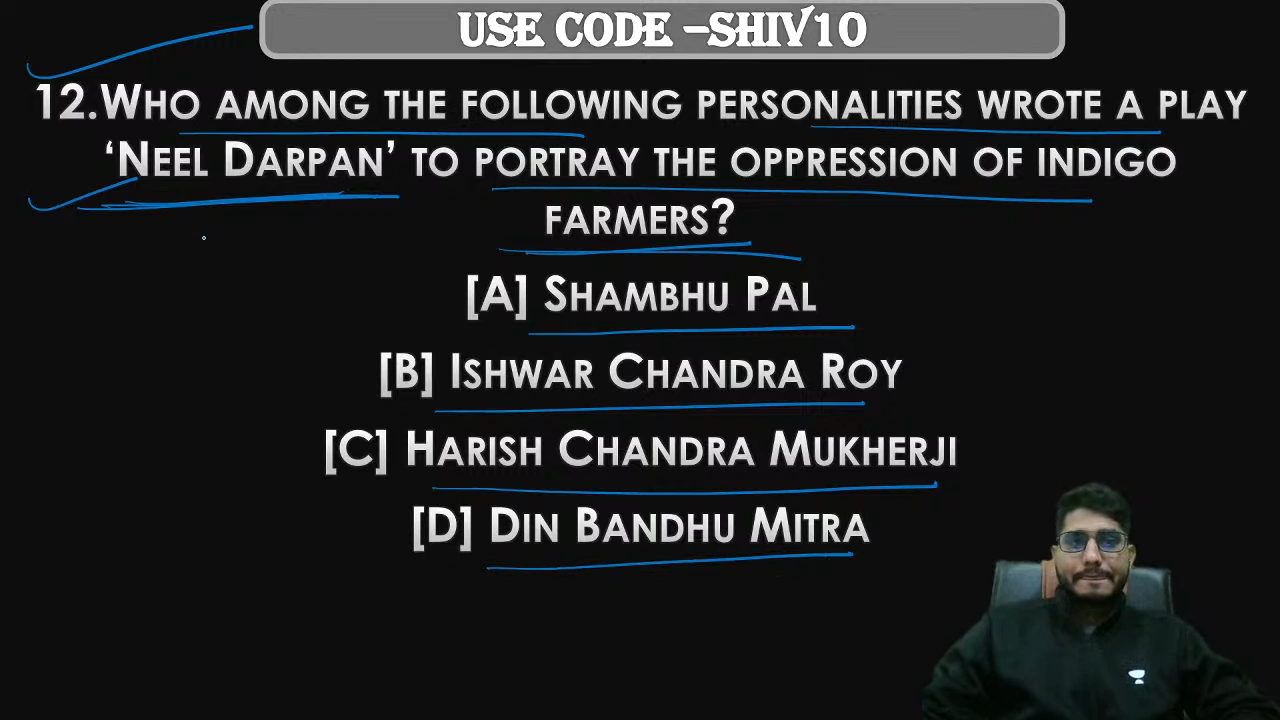 USE CODE –SHIV10
12.WHO AMONG THE FOLLOWING PERSONALITIES WROTE A PLAY
‘NEEL DARPAN’ TO PORTRAY THE OPPRESSION OF INDIGO
FARMERS?
[A] SHAMBHU PAL
[B] ISHWAR CHANDRA ROY
[C] HARISH CHANDRA MUKHERJI
[D] DIN BANDHU MITRA